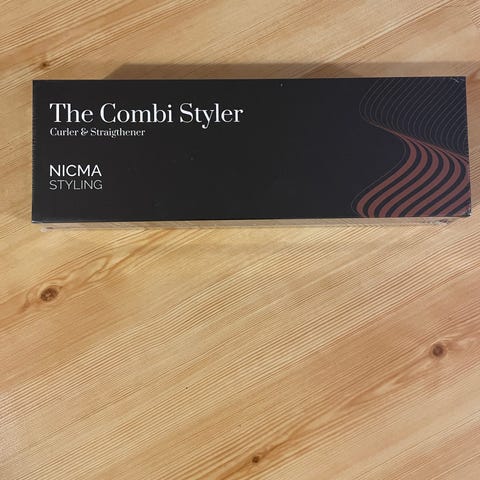 The Combi Styler
Curler & Straigthener
NICMA
STYLING